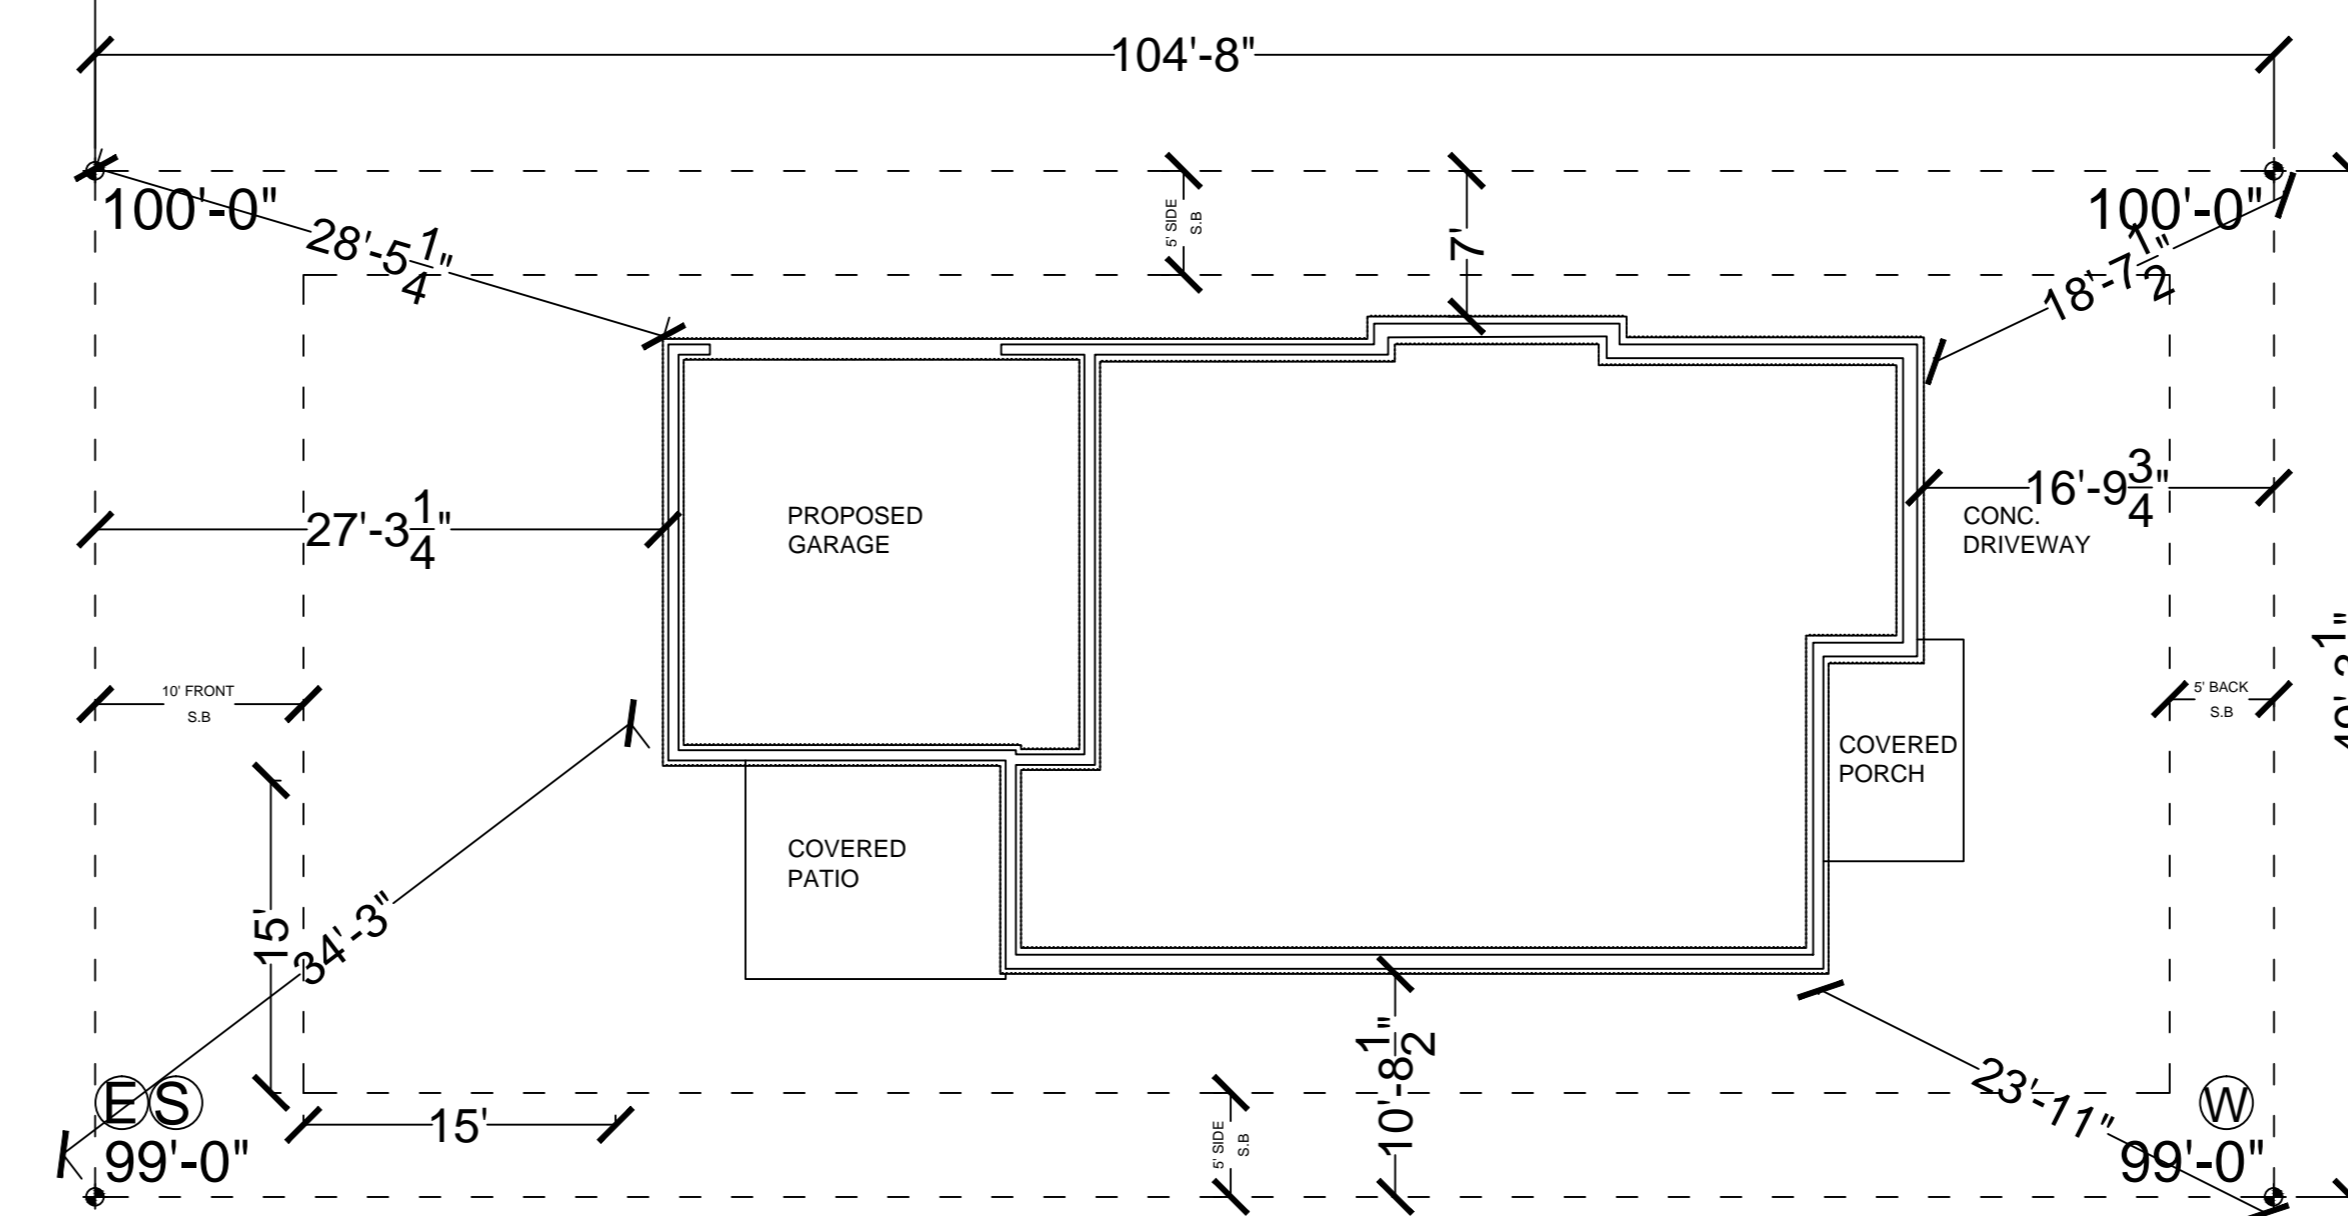 104'-8"
100'-0"
100'-0"
28'-5 1/4"
5' SIDE
S.B
7'
18'-7 1/2"
27'-3 1/4"
PROPOSED
GARAGE
16'-9 3/4"
CONC.
DRIVEWAY
10' FRONT
S.B
5' BACK
S.B
COVERED
PORCH
COVERED
PATIO
15'
34'-3"
10'-8 1/2"
23'-11"
E S
W
15'
5' SIDE
S.B
99'-0"
99'-0"